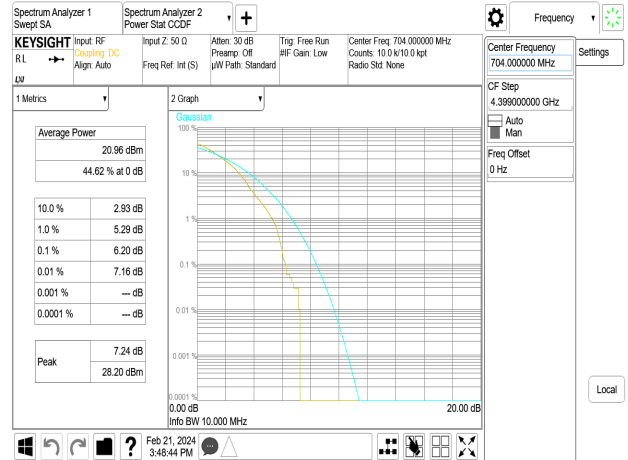 Spectrum Analyzer 1
Swept SA
Spectrum Analyzer 2
Power Stat CCDF
Frequency
KEYSIGHT
RL
LXI
Input: RF
Coupling: DC
Align: Auto
Input Z: 50 Ω
Freq Ref: Int (S)
Atten: 30 dB
Preamp: Off
µW Path: Standard
Trig: Free Run
#IF Gain: Low
Center Freq: 704.000000 MHz
Counts: 10.0 k/10.0 kpt
Radio Std: None
Center Frequency
704.000000 MHz
Settings
CF Step
4.399000000 GHz
Auto
Man
Freq Offset
0 Hz
Local
1 Metrics
Average Power
20.96 dBm
44.62 % at 0 dB
10.0 % 2.93 dB
1.0 % 5.29 dB
0.1 % 6.20 dB
0.01 % 7.16 dB
0.001 % --- dB
0.0001 % --- dB
Peak
7.24 dB
28.20 dBm
2 Graph
Gaussian
100 %
10 %
1 %
0.1 %
0.01 %
0.001 %
0.0001 %
0.00 dB 20.00 dB
Info BW 10.000 MHz
?
Feb 21, 2024
3:48:44 PM